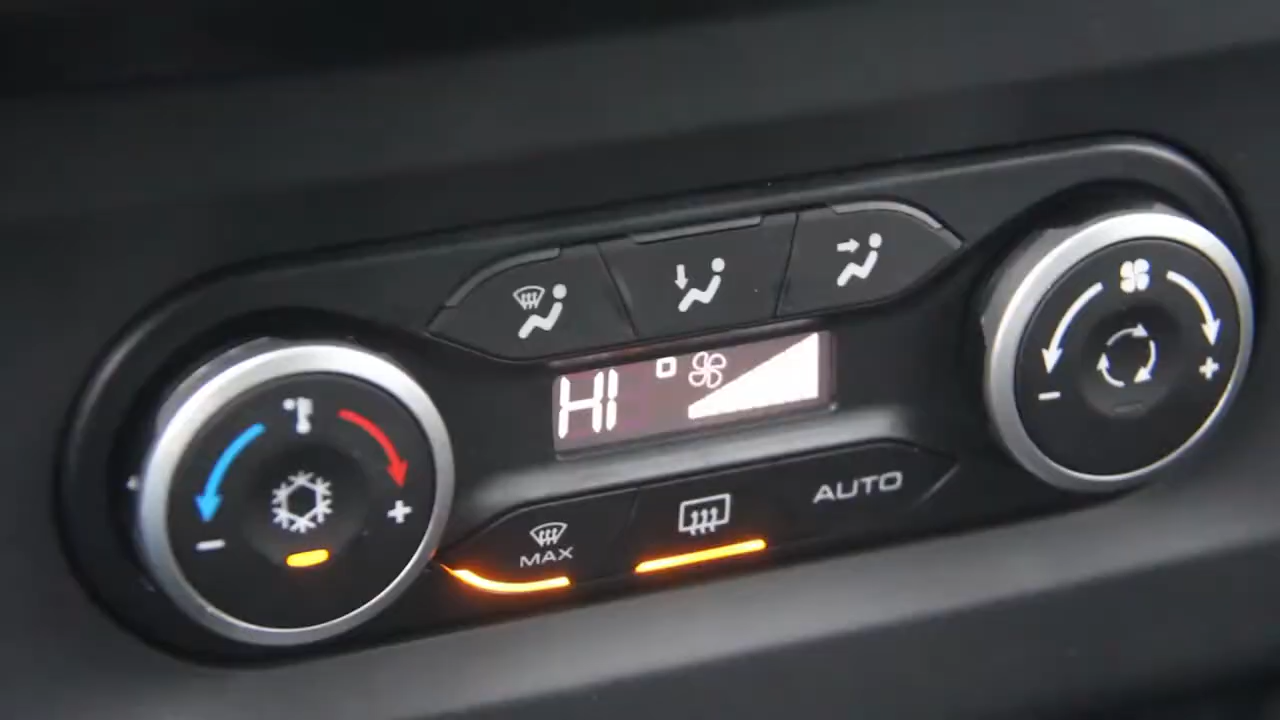 HI °
MAX
AUTO
- +
- +